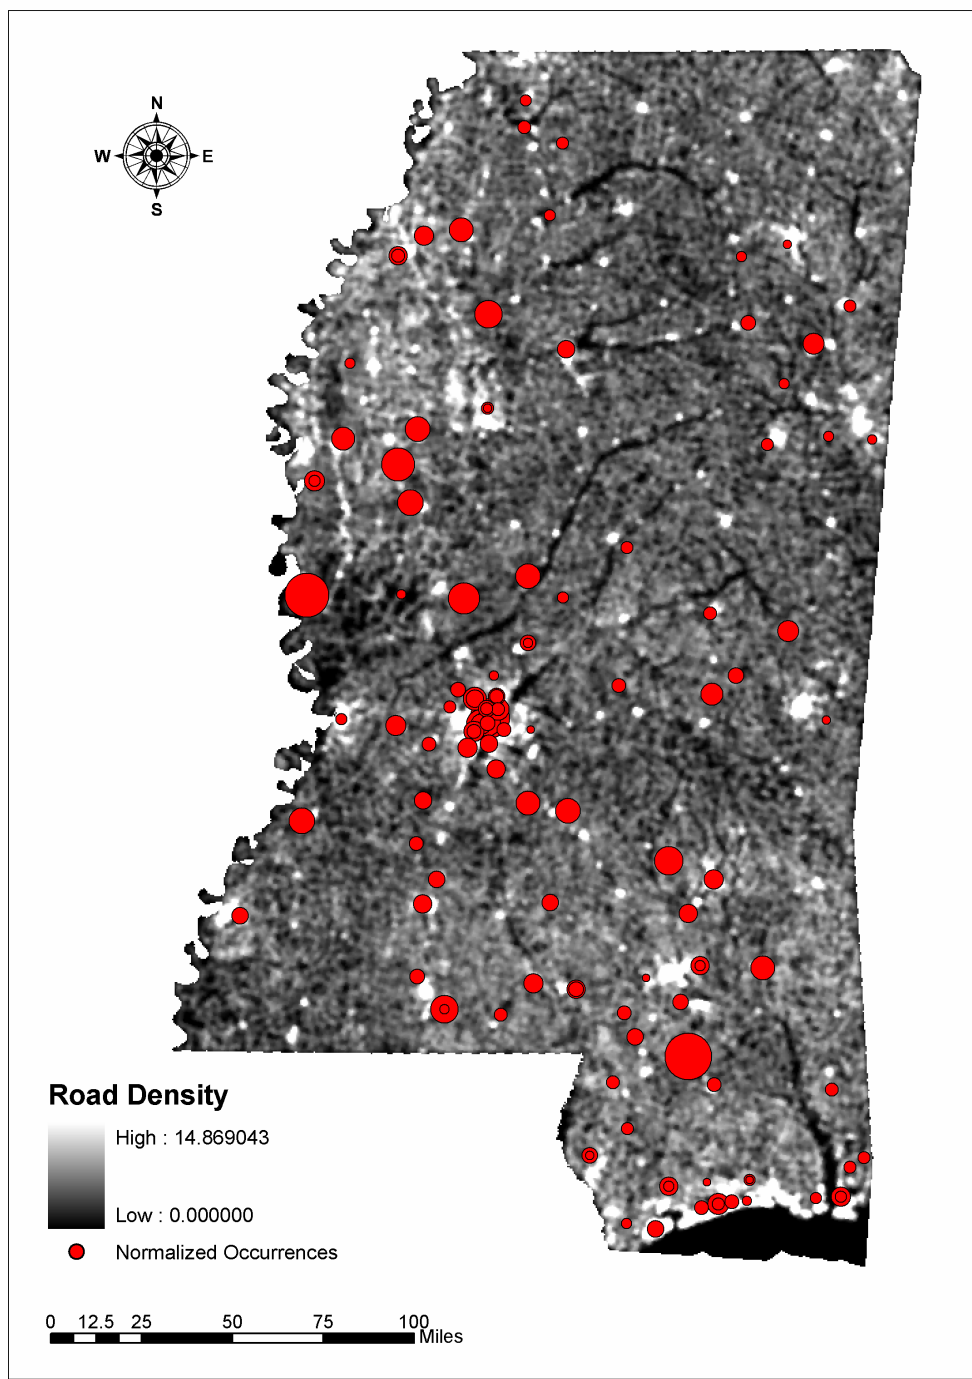 N
W E
S
Road Density
High : 14.869043
Low : 0.000000
Normalized Occurrences
0 12.5 25 50 75 100
Miles